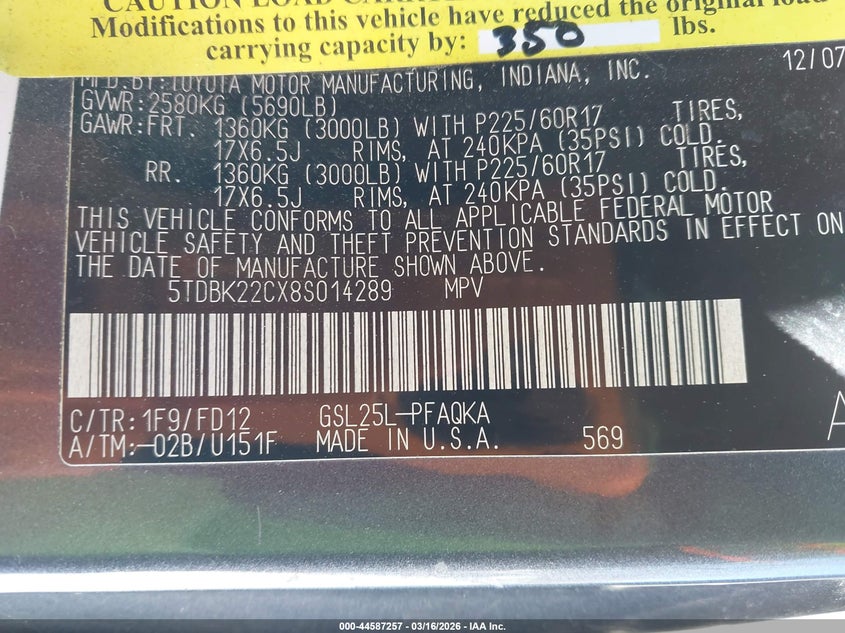 CAUTION LOAD
Modifications to this vehicle have reduced the original load
carrying capacity by: 350 lbs.
MFD.BY:TOYOTA MOTOR MANUFACTURING, INDIANA, INC. 12/07
GVWR:2580KG (5690LB)
GAWR:FRT. 1360KG (3000LB) WITH P225/60R17 TIRES,
17X6.5J RIMS, AT 240KPA (35PSI) COLD.
RR. 1360KG (3000LB) WITH P225/60R17 TIRES,
17X6.5J RIMS, AT 240KPA (35PSI) COLD.
THIS VEHICLE CONFORMS TO ALL APPLICABLE FEDERAL MOTOR
VEHICLE SAFETY AND THEFT PREVENTION STANDARDS IN EFFECT ON
THE DATE OF MANUFACTURE SHOWN ABOVE.
5TDBK22CX8S014289 MPV
C/TR:1F9/FD12 GSL25L-PFAQKA
A/TM:-02B/U151F MADE IN U.S.A. 569
000-44587257 - 03/16/2026 - IAA Inc.